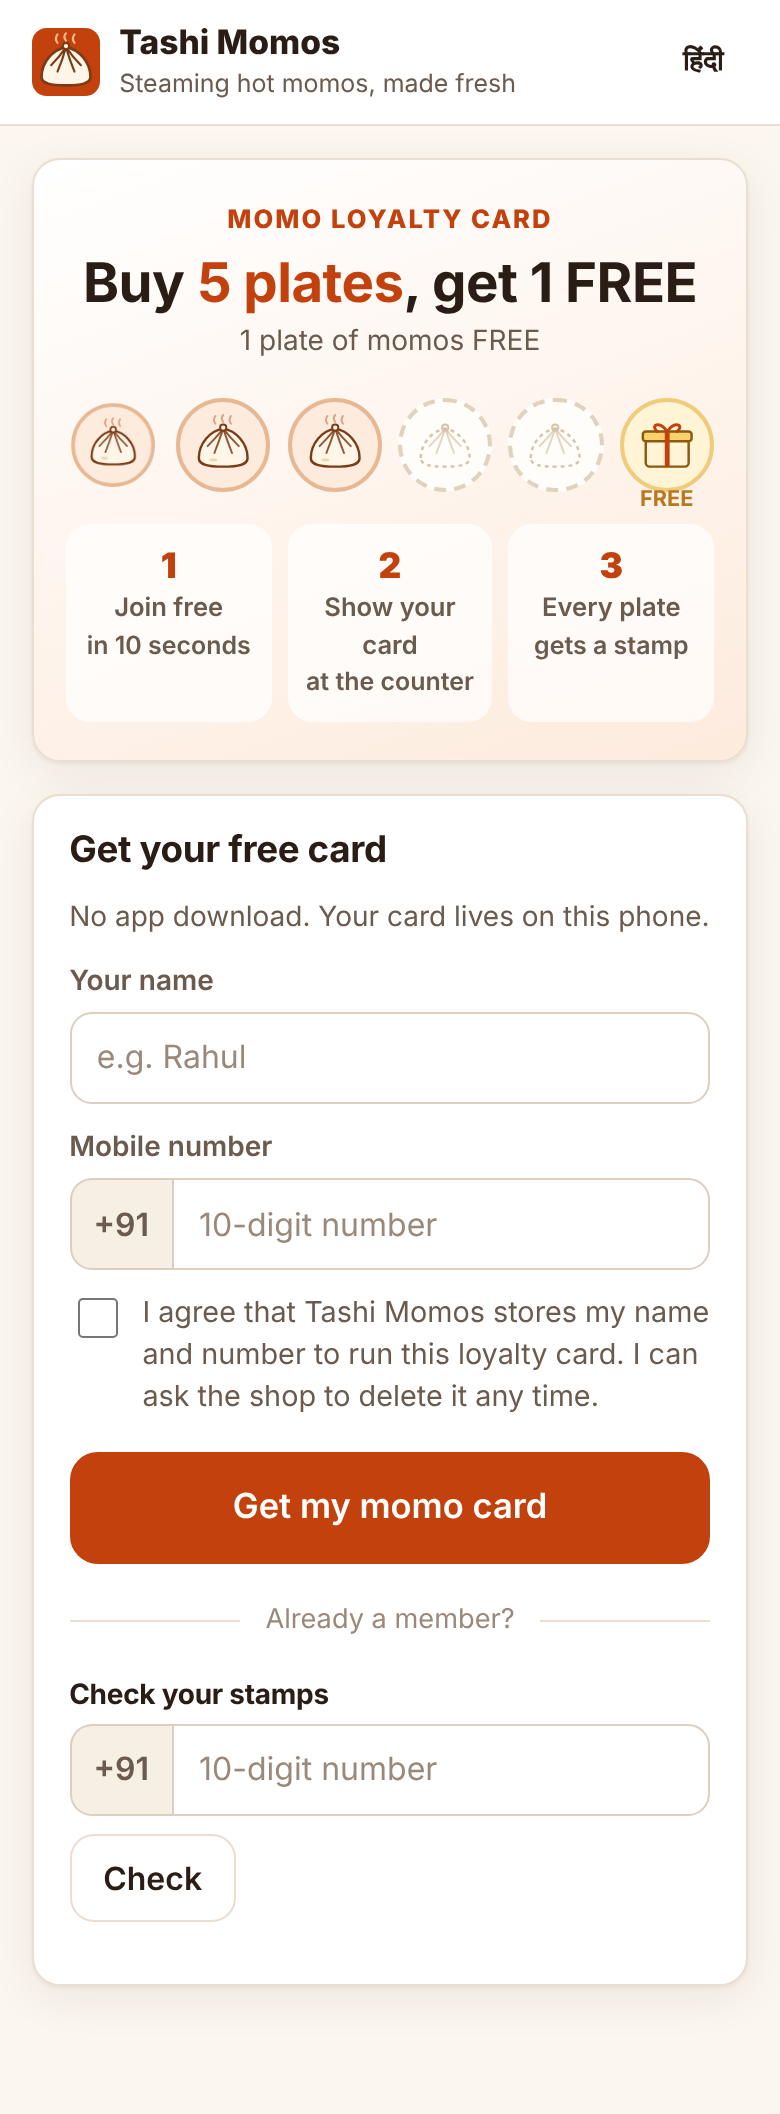 Tashi Momos
Steaming hot momos, made fresh
हिंदी
MOMO LOYALTY CARD
Buy 5 plates, get 1 FREE
1 plate of momos FREE
FREE
1
Join free
in 10 seconds
2
Show your
card
at the counter
3
Every plate
gets a stamp
Get your free card
No app download. Your card lives on this phone.
Your name
e.g. Rahul
Mobile number
+91 10-digit number
I agree that Tashi Momos stores my name
and number to run this loyalty card. I can
ask the shop to delete it any time.
Get my momo card
Already a member?
Check your stamps
+91 10-digit number
Check